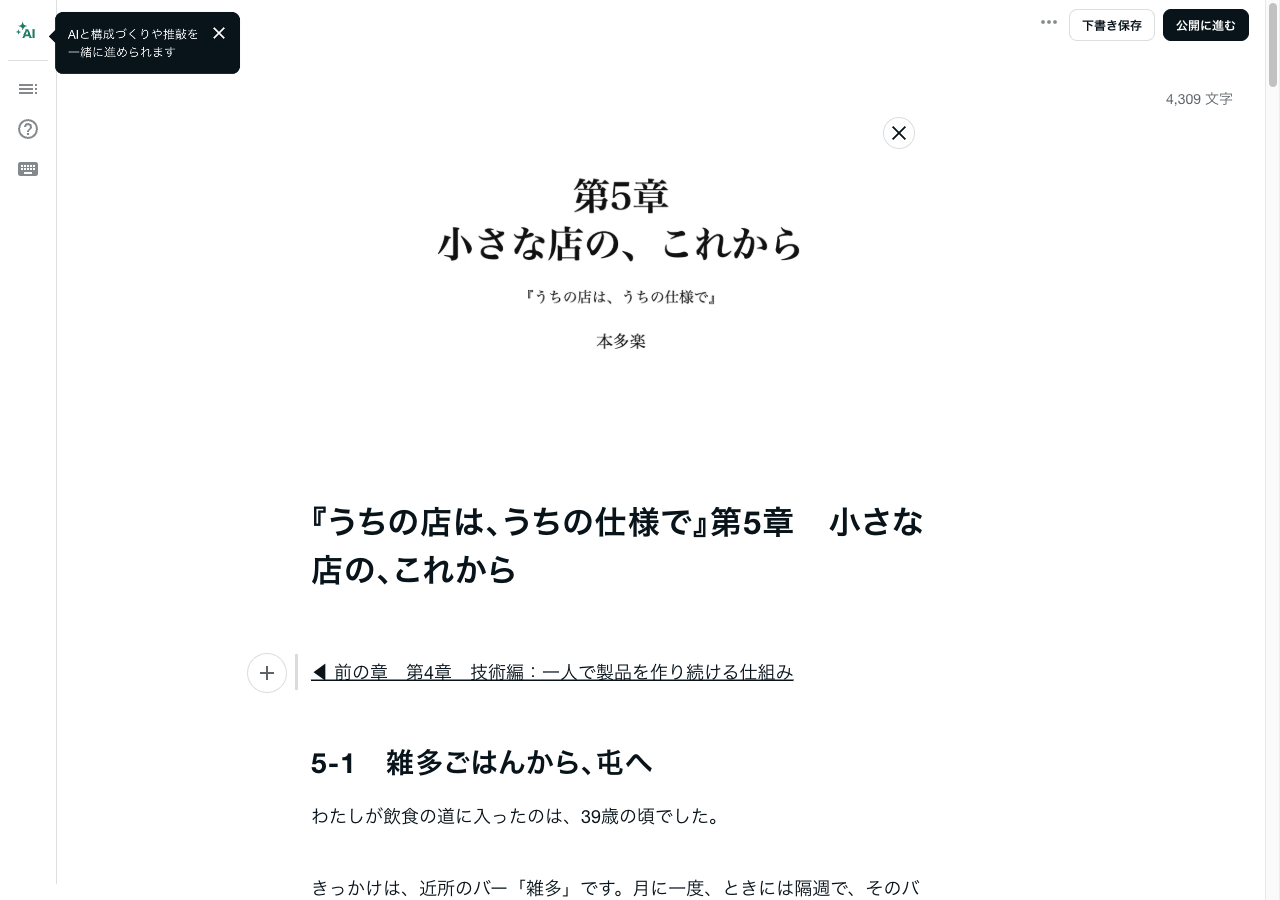 AI
AIと構成づくりや推敲を
一緒に進められます
下書き保存
公開に進む
4,309 文字
第5章
小さな店の、これから
『うちの店は、うちの仕様で』
本多楽
『うちの店は、うちの仕様で』第5章　小さな
店の、これから
◀ 前の章　第4章　技術編：一人で製品を作り続ける仕組み
5-1　雑多ごはんから、屯へ
わたしが飲食の道に入ったのは、39歳の頃でした。
きっかけは、近所のバー「雑多」です。月に一度、ときには隔週で、そのバ